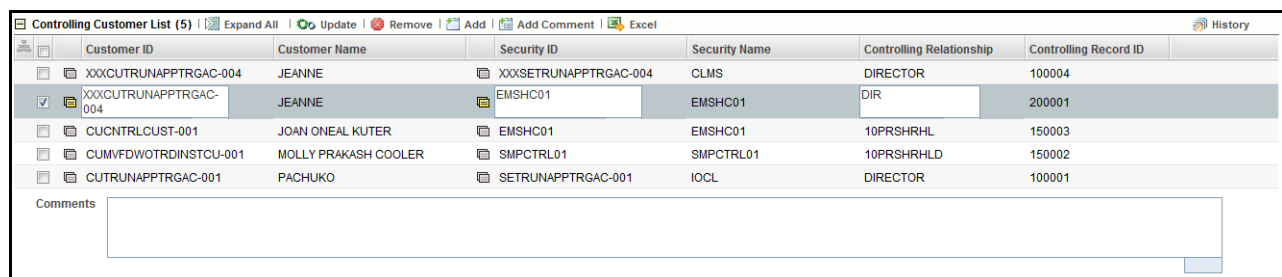 Controlling Customer List (5) | Expand All | Update | Remove | Add | Add Comment | Excel History
Customer ID Customer Name Security ID Security Name Controlling Relationship Controlling Record ID
XXXCUTRUNAPPTRGAC-004 JEANNE XXXSETRUNAPPTRGAC-004 CLMS DIRECTOR 100004
XXXCUTRUNAPPTRGAC-
004 JEANNE EMSHC01 EMSHC01 DIR 200001
CUCNTRLCUST-001 JOAN ONEAL KUTER EMSHC01 EMSHC01 10PRSHRHL 150003
CUMVFDWOTRDINSTCU-001 MOLLY PRAKASH COOLER SMPCTRL01 SMPCTRL01 10PRSHRHLD 150002
CUTRUNAPPTRGAC-001 PACHUKO SETRUNAPPTRGAC-001 IOCL DIRECTOR 100001
Comments